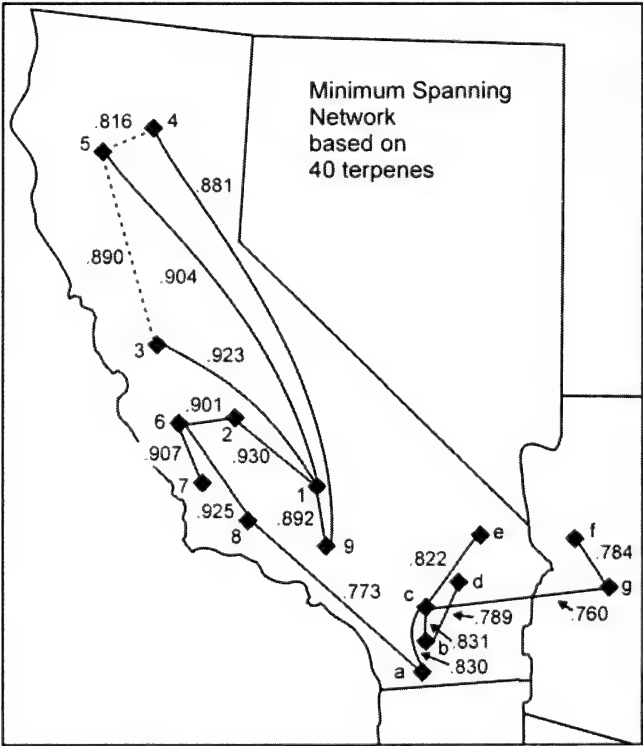 Minimum Spanning
Network
based on
40 terpenes
.816
4
5
.881
.890
.904
3
.923
.901
6
2
.907
.930
7
1
.925
.892
8
9
e
f
.822
.784
.773
d
c
g
.789
.760
b
.831
.830
a